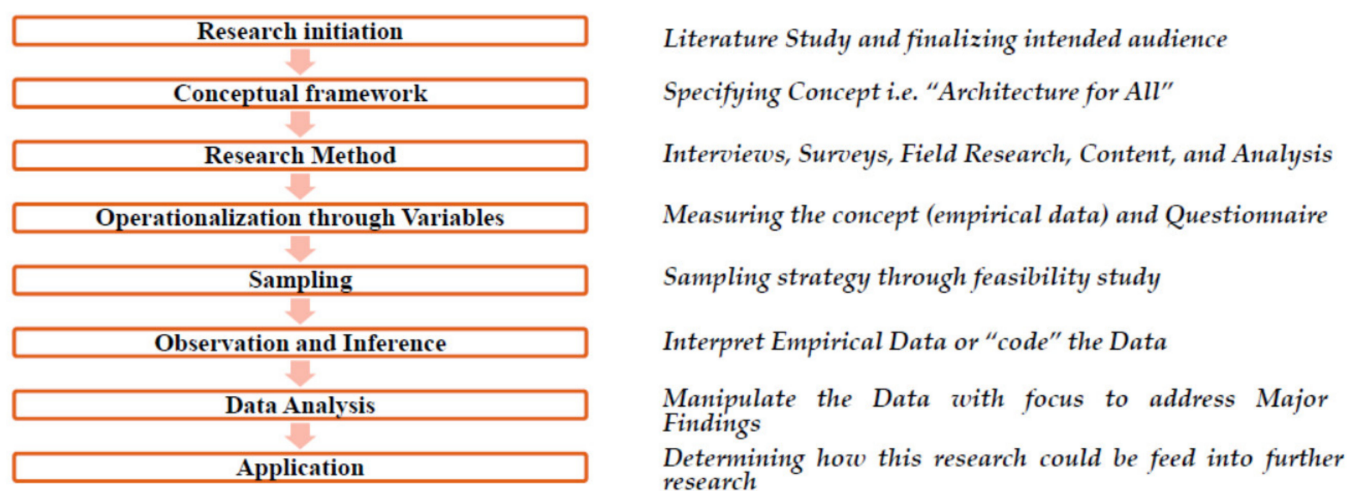 Research initiation
Literature Study and finalizing intended audience
Conceptual framework
Specifying Concept i.e. “Architecture for All”
Research Method
Interviews, Surveys, Field Research, Content, and Analysis
Operationalization through Variables
Measuring the concept (empirical data) and Questionnaire
Sampling
Sampling strategy through feasibility study
Observation and Inference
Interpret Empirical Data or “code” the Data
Data Analysis
Manipulate the Data with focus to address Major
Findings
Application
Determining how this research could be feed into further
research